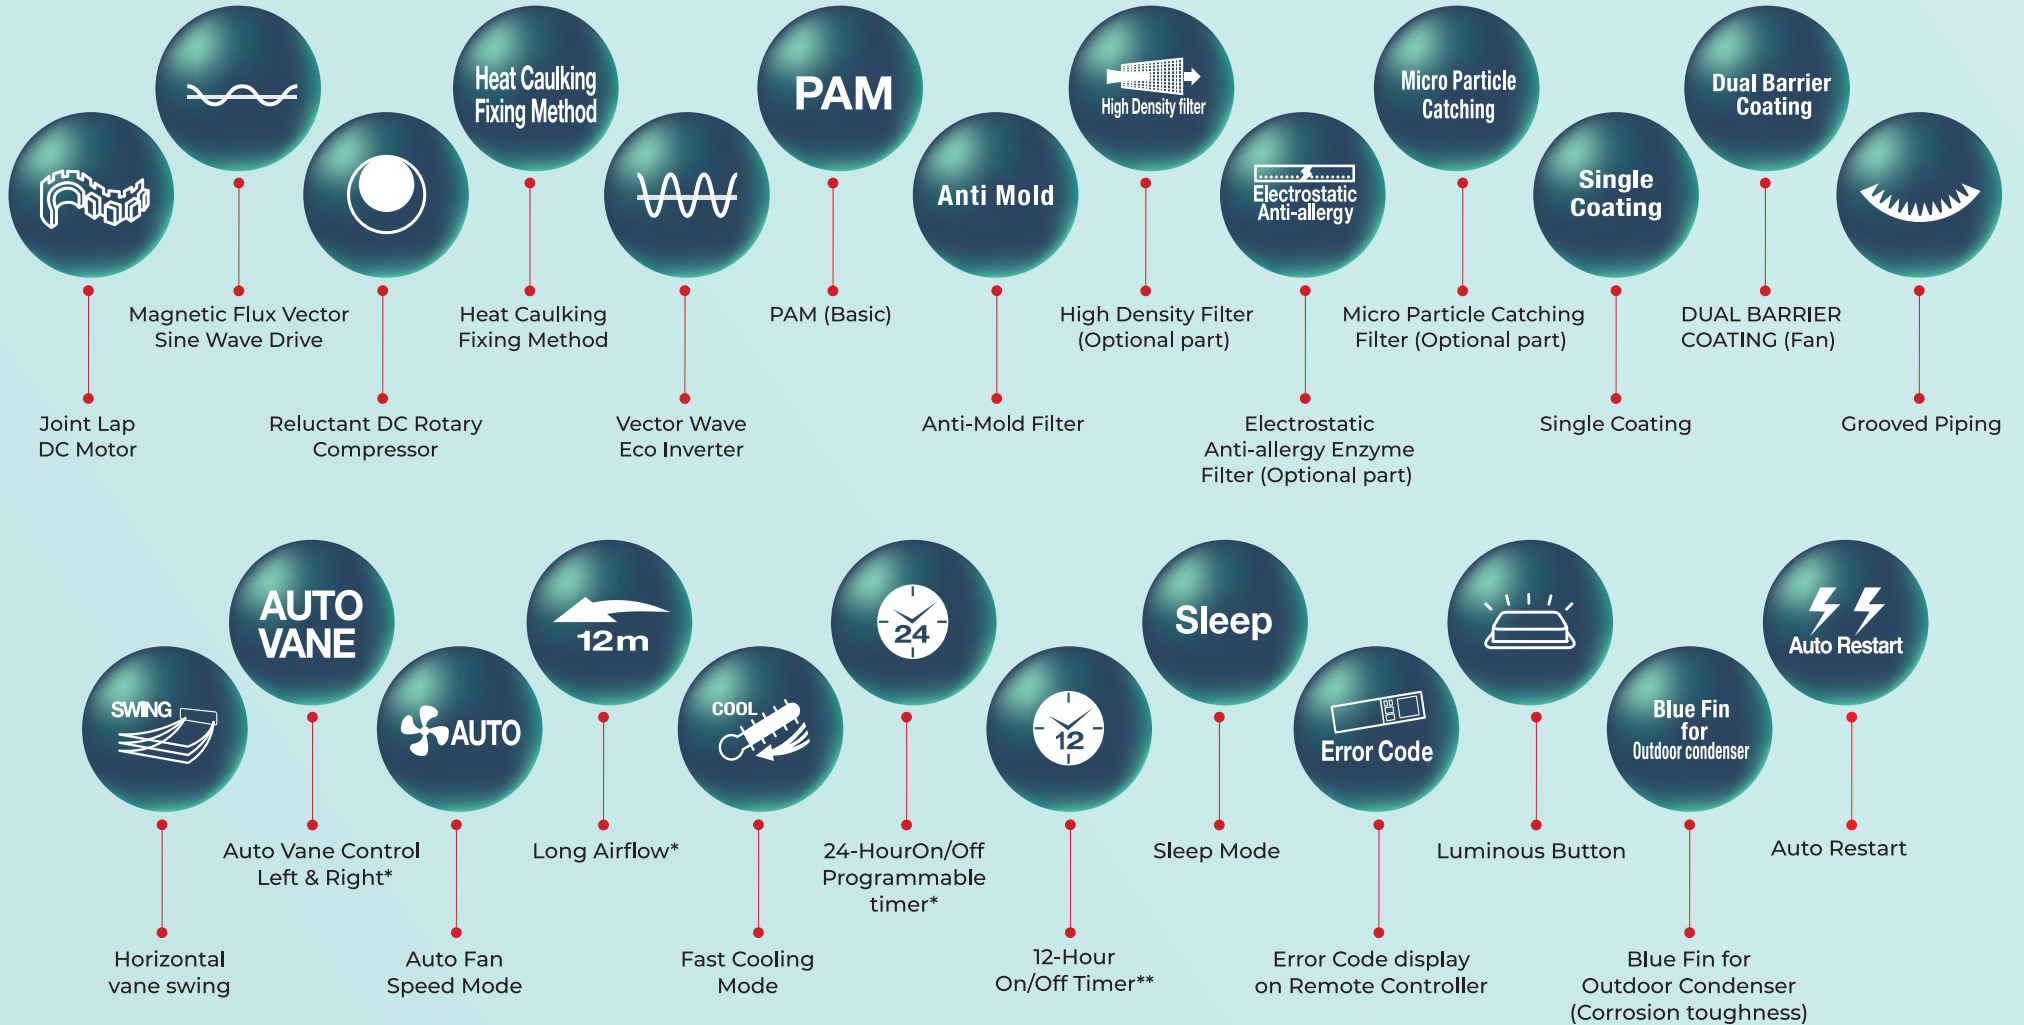 Heat Caulking
Fixing Method
PAM
High Density filter
Micro Particle
Catching
Dual Barrier
Coating
Anti Mold
Electrostatic
Anti-allergy
Single
Coating
Magnetic Flux Vector
Sine Wave Drive
Heat Caulking
Fixing Method
PAM (Basic)
High Density Filter
(Optional part)
Micro Particle Catching
Filter (Optional part)
DUAL BARRIER
COATING (Fan)
Joint Lap
DC Motor
Reluctant DC Rotary
Compressor
Vector Wave
Eco Inverter
Anti-Mold Filter
Electrostatic
Anti-allergy Enzyme
Filter (Optional part)
Single Coating
Grooved Piping
AUTO
VANE
12m
24
Sleep
Auto Restart
SWING
AUTO
COOL
12
Error Code
Blue Fin
for
Outdoor condenser
Auto Vane Control
Left & Right*
Long Airflow*
24-HourOn/Off
Programmable
timer*
Sleep Mode
Luminous Button
Auto Restart
Horizontal
vane swing
Auto Fan
Speed Mode
Fast Cooling
Mode
12-Hour
On/Off Timer**
Error Code display
on Remote Controller
Blue Fin for
Outdoor Condenser
(Corrosion toughness)